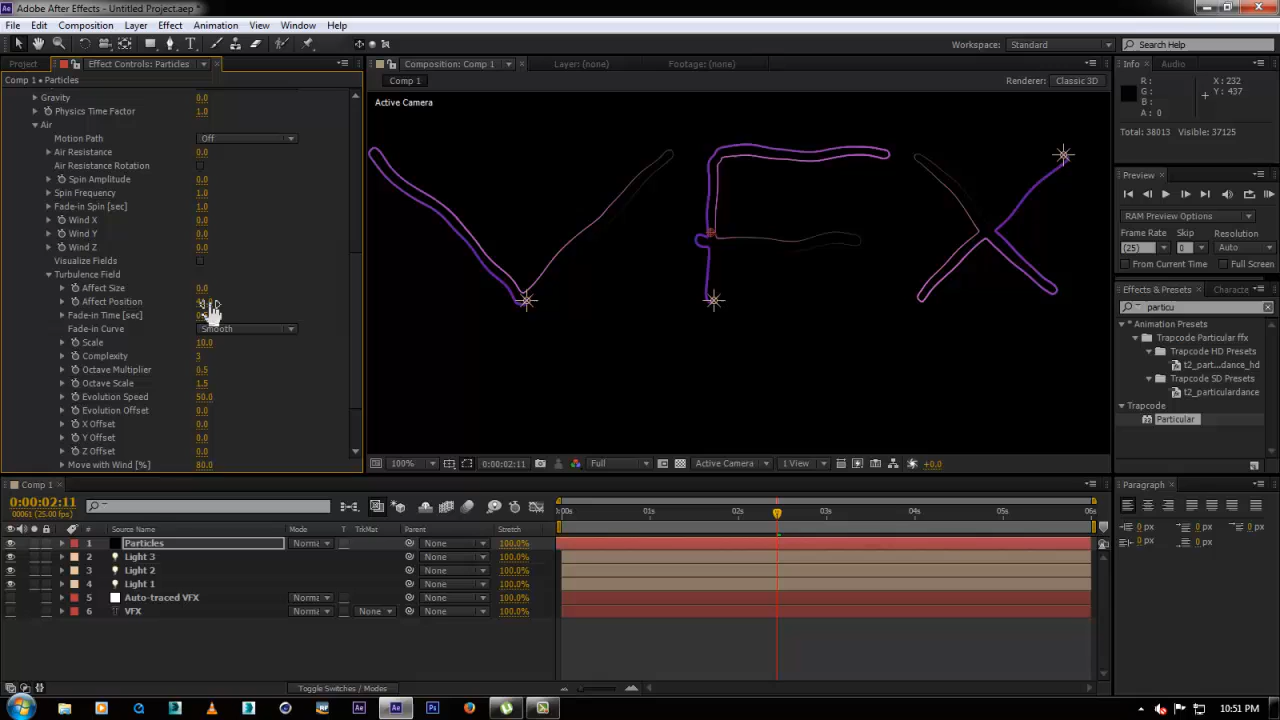 Adobe After Effects - Untitled Project.aep *
File Edit Composition Layer Effect Animation View Window Help
Workspace: Standard Search Help
Project Effect Controls: Particles Composition: Comp 1 Layer: (none) Footage: (none) Info Audio
Comp 1 • Particles
Comp 1 Renderer: Classic 3D
Gravity 0.0
Physics Time Factor 1.0
Air
Motion Path Off
Air Resistance 0.0
Air Resistance Rotation
Spin Amplitude 0.0
Spin Frequency 1.0
Fade-in Spin [sec] 1.0
Wind X 0.0
Wind Y 0.0
Wind Z 0.0
Visualize Fields
Turbulence Field
Affect Size 0.0
Affect Position
Fade-in Time [sec]
Fade-in Curve Smooth
Scale 10.0
Complexity 3
Octave Multiplier 0.5
Octave Scale 1.5
Evolution Speed 50.0
Evolution Offset 0.0
X Offset 0.0
Y Offset 0.0
Z Offset 0.0
Move with Wind [%] 80.0
Active Camera
100% 0:00:02:11 Full Active Camera 1 View +0.0
R : X : 232
G : Y : 437
B :
A : 0
Total: 38013 Visible: 37125
Preview
RAM Preview Options
Frame Rate Skip Resolution
(25) 0 Auto
From Current Time Full Screen
Effects & Presets Characte
particu
* Animation Presets
Trapcode Particular ffx
Trapcode HD Presets
t2_part...dance_hd
Trapcode SD Presets
t2_particulardance
Trapcode
Particular
Comp 1
0:00:02:11
00061 (25.00 fps)
:00s 01s 02s 03s 04s 05s 06s
# Source Name Mode T TrkMat Parent Stretch
1 Particles Norma None 100.0%
2 Light 3 None 100.0%
3 Light 2 None 100.0%
4 Light 1 None 100.0%
5 Auto-traced VFX Norma None 100.0%
6 T VFX Norma None None 100.0%
Toggle Switches / Modes
Paragraph
0 px 0 px 0 px
0 px 0 px
Ae Ae Ps
10:51 PM